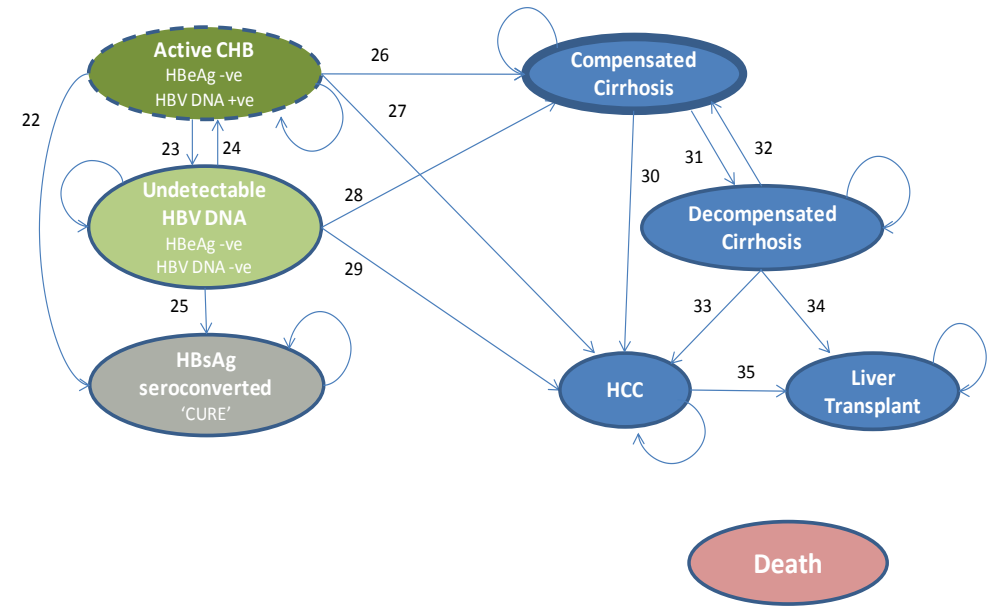 Active CHB
HBeAg -ve
HBV DNA +ve
22
23
24
26
27
Compensated
Cirrhosis
Undetectable
HBV DNA
HBeAg -ve
HBV DNA -ve
28
29
30
31
32
Decompensated
Cirrhosis
25
33
34
HBsAg
seroconverted
'CURE'
HCC
35
Liver
Transplant
Death